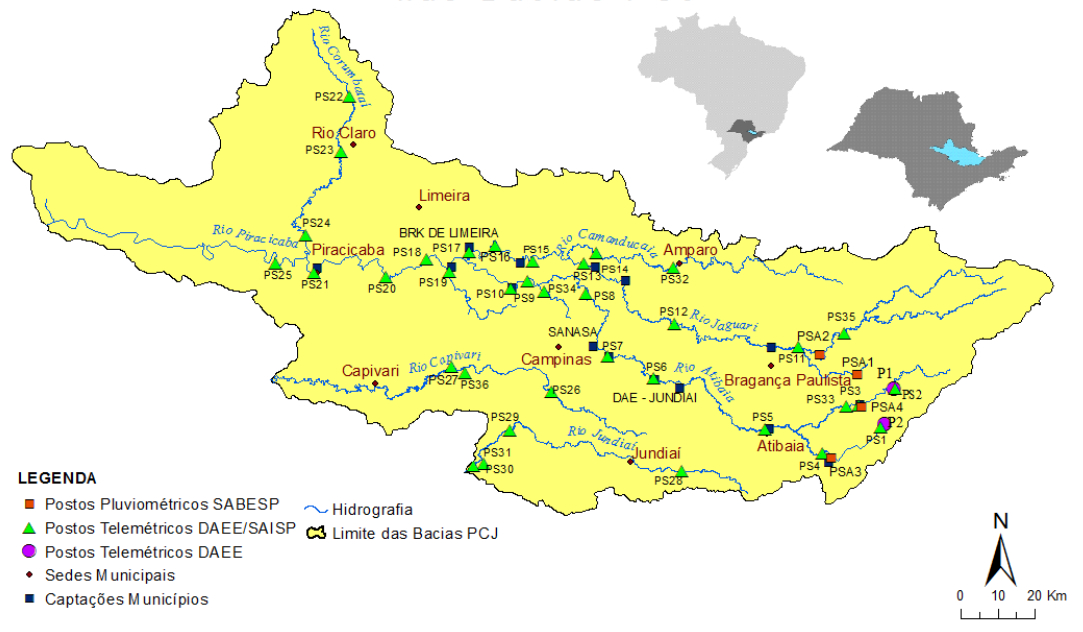 Rio Corumbataí
PS22
Rio Claro
PS23
Limeira
PS24
Rio Piracicaba
BRK DE LIMEIRA
Rio Camanducaia
PS17
PS15
PS16
Piracicaba
PS18
Amparo
PS25
PS21
PS20
PS19
PS13
PS14
PS32
PS10
PS9
PS34
PS8
PS12
Rio Jaguari
PS35
SANASA
PSA2
PS7
PS11
Campinas
PSA1
Rio Capivari
Capivari
PS27
PS36
PS26
PS6
Rio Atibaia
Bragança Paulista
P1
DAE - JUNDIAI
PS3
PS2
PS33
PSA4
PS29
PS5
P2
PS1
Rio Jundiaí
Atibaia
PS31
PS30
Jundiaí
PS28
PS4
PSA3
LEGENDA
Postos Pluviométricos SABESP
Postos Telemétricos DAEE/SAISP
Postos Telemétricos DAEE
Sedes Municipais
Captações Municípios
Hidrografia
Limite das Bacias PCJ
N
0 10 20 Km